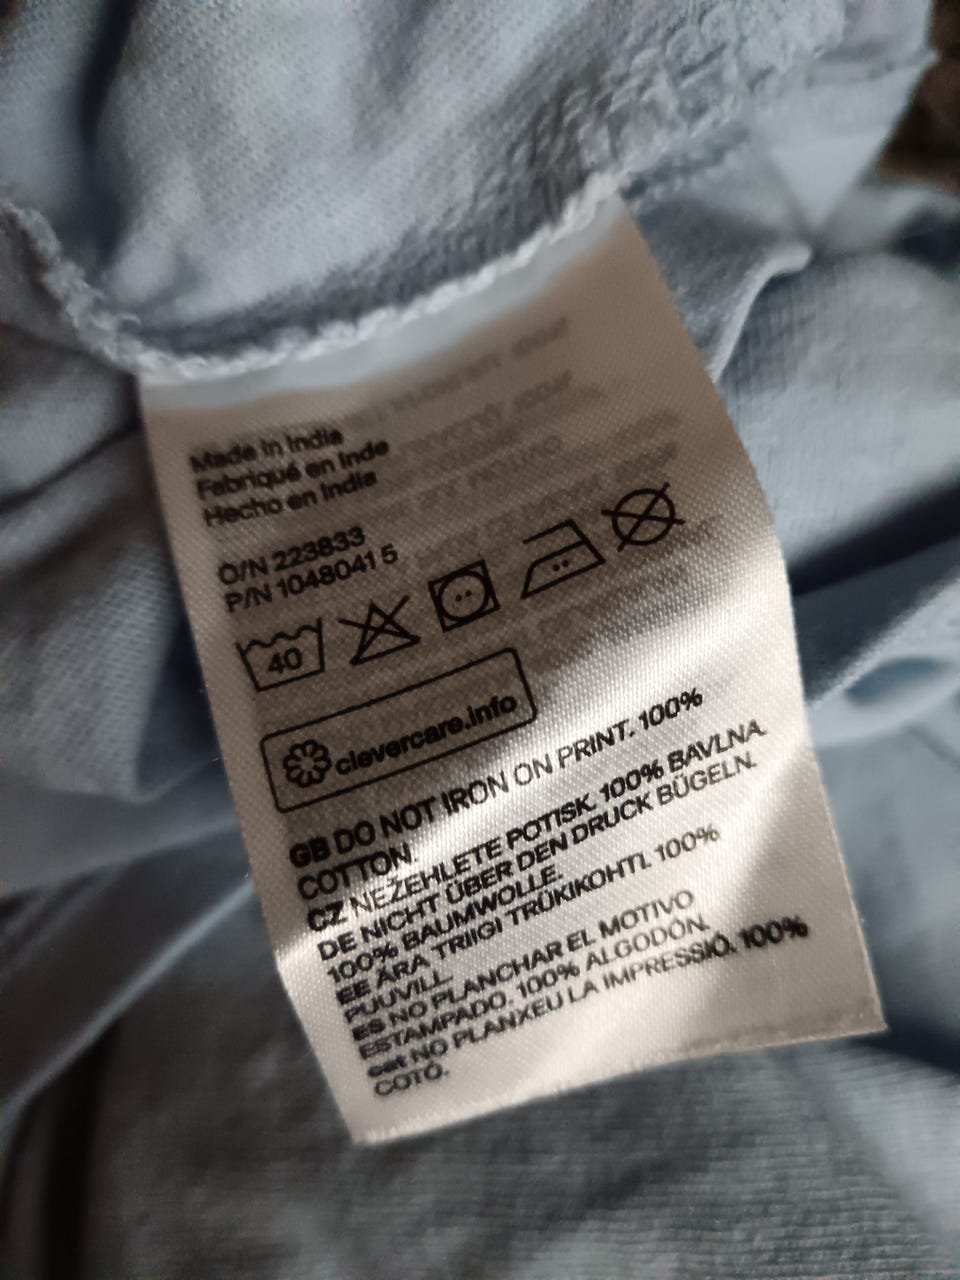 Made in India
Fabriqué en Inde
Hecho en India
O/N 223833
P/N 1048041 5
40
clevercare.info
GB DO NOT IRON ON PRINT. 100%
COTTON.
CZ NEŽEHLETE POTISK. 100% BAVLNA.
DE NICHT ÜBER DEN DRUCK BÜGELN.
100% BAUMWOLLE.
EE ÄRA TRIIGI TRÜKIKOHTI. 100%
PUUVILL.
ES NO PLANCHAR EL MOTIVO
ESTAMPADO. 100% ALGODÓN.
cat NO PLANXEU LA IMPRESSIÓ. 100%
COTÓ.